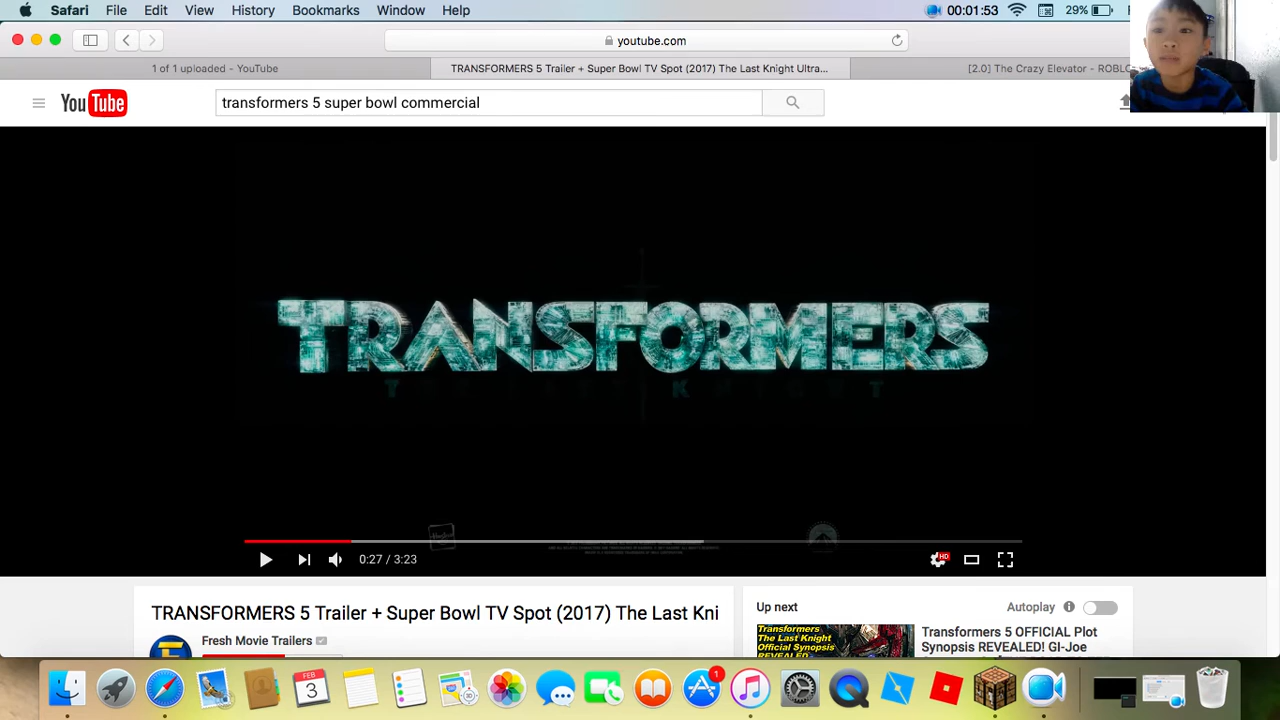 Safari File Edit View History Bookmarks Window Help 00:01:53 29%
youtube.com
1 of 1 uploaded - YouTube TRANSFORMERS 5 Trailer + Super Bowl TV Spot (2017) The Last Knight Ultra... [2.0] The Crazy Elevator - ROBLO
YouTube transformers 5 super bowl commercial
TRANSFORMERS
0:27 / 3:23 HD
TRANSFORMERS 5 Trailer + Super Bowl TV Spot (2017) The Last Kni
Fresh Movie Trailers
Up next Autoplay
Transformers
The Last Knight
Official Synopsis
REVEALED
Transformers 5 OFFICIAL Plot
Synopsis REVEALED! GI-Joe
FEB
3
1